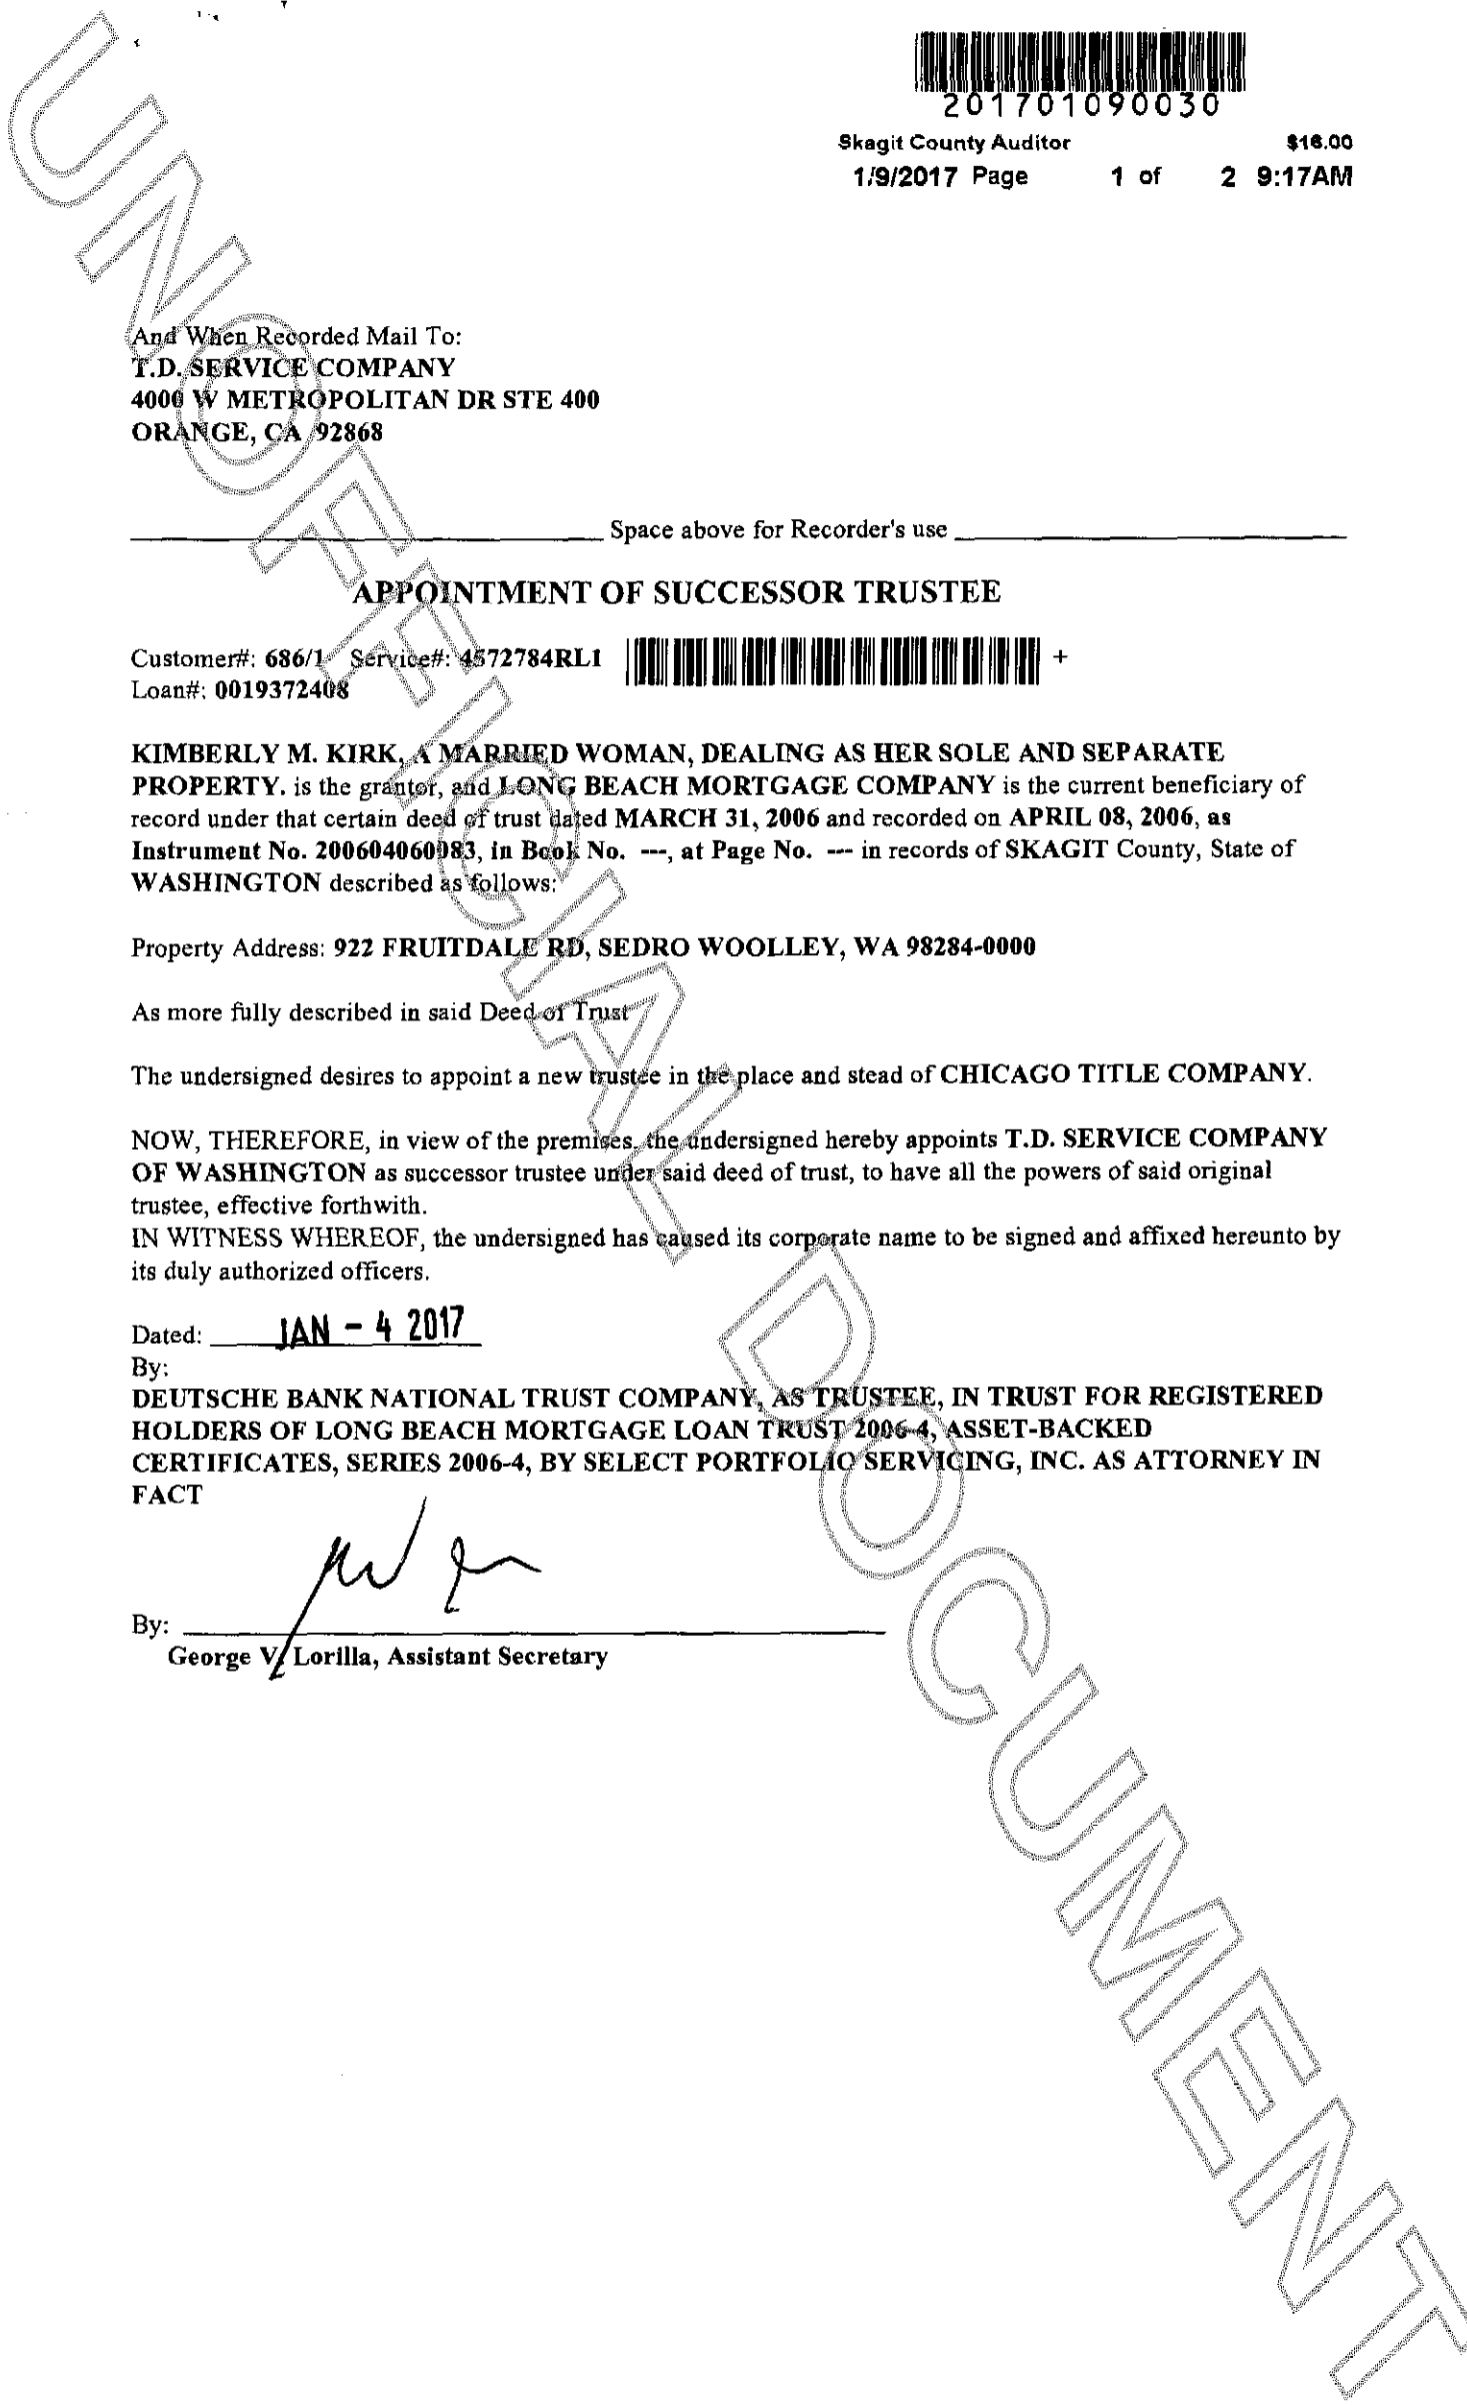 201701090030
Skagit County Auditor $16.00
1/9/2017 Page 1 of 2 9:17AM
And When Recorded Mail To:
T.D. SERVICE COMPANY
4000 W METROPOLITAN DR STE 400
ORANGE, CA 92868
Space above for Recorder's use
APPOINTMENT OF SUCCESSOR TRUSTEE
Customer#: 686/1 Service#: 4572784RL1 +
Loan#: 0019372408
KIMBERLY M. KIRK, A MARRIED WOMAN, DEALING AS HER SOLE AND SEPARATE
PROPERTY. is the grantor, and LONG BEACH MORTGAGE COMPANY is the current beneficiary of
record under that certain deed of trust dated MARCH 31, 2006 and recorded on APRIL 08, 2006, as
Instrument No. 200604060083, in Book No. ---, at Page No. --- in records of SKAGIT County, State of
WASHINGTON described as follows:
Property Address: 922 FRUITDALE RD, SEDRO WOOLLEY, WA 98284-0000
As more fully described in said Deed of Trust
The undersigned desires to appoint a new trustee in the place and stead of CHICAGO TITLE COMPANY.
NOW, THEREFORE, in view of the premises, the undersigned hereby appoints T.D. SERVICE COMPANY
OF WASHINGTON as successor trustee under said deed of trust, to have all the powers of said original
trustee, effective forthwith.
IN WITNESS WHEREOF, the undersigned has caused its corporate name to be signed and affixed hereunto by
its duly authorized officers.
Dated: JAN - 4 2017
By:
DEUTSCHE BANK NATIONAL TRUST COMPANY, AS TRUSTEE, IN TRUST FOR REGISTERED
HOLDERS OF LONG BEACH MORTGAGE LOAN TRUST 2006-4, ASSET-BACKED
CERTIFICATES, SERIES 2006-4, BY SELECT PORTFOLIO SERVICING, INC. AS ATTORNEY IN
FACT
By:
George V. Lorilla, Assistant Secretary
UNOFFICIAL DOCUMENT